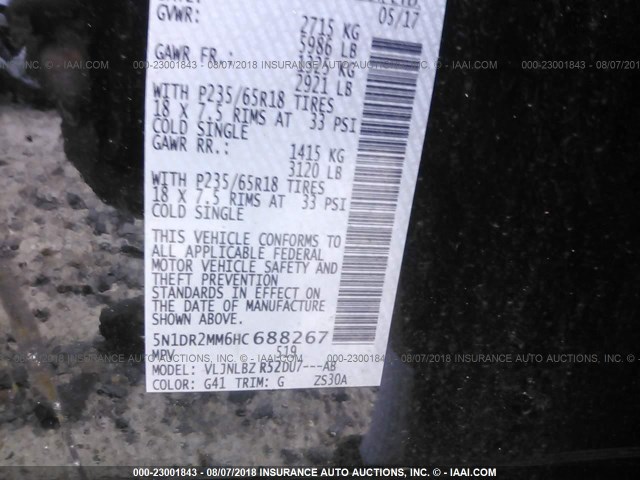 05/17
GVWR: 2715 KG
5986 LB
GAWR FR.: 1325 KG
2921 LB
WITH P235/65R18 TIRES
18 X 7.5 RIMS AT 33 PSI
COLD SINGLE
GAWR RR.: 1415 KG
3120 LB
WITH P235/65R18 TIRES
18 X 7.5 RIMS AT 33 PSI
COLD SINGLE
THIS VEHICLE CONFORMS TO
ALL APPLICABLE FEDERAL
MOTOR VEHICLE SAFETY AND
THEFT PREVENTION
STANDARDS IN EFFECT ON
THE DATE OF MANUFACTURE
SHOWN ABOVE.
5N1DR2MM6HC688267
MPV 519
MODEL: VLJNLBZ R52DU7---AB
COLOR: G41 TRIM: G ZS30A
000-23001843 - 08/07/2018 INSURANCE AUTO AUCTIONS, INC. - © - IAAI.COM